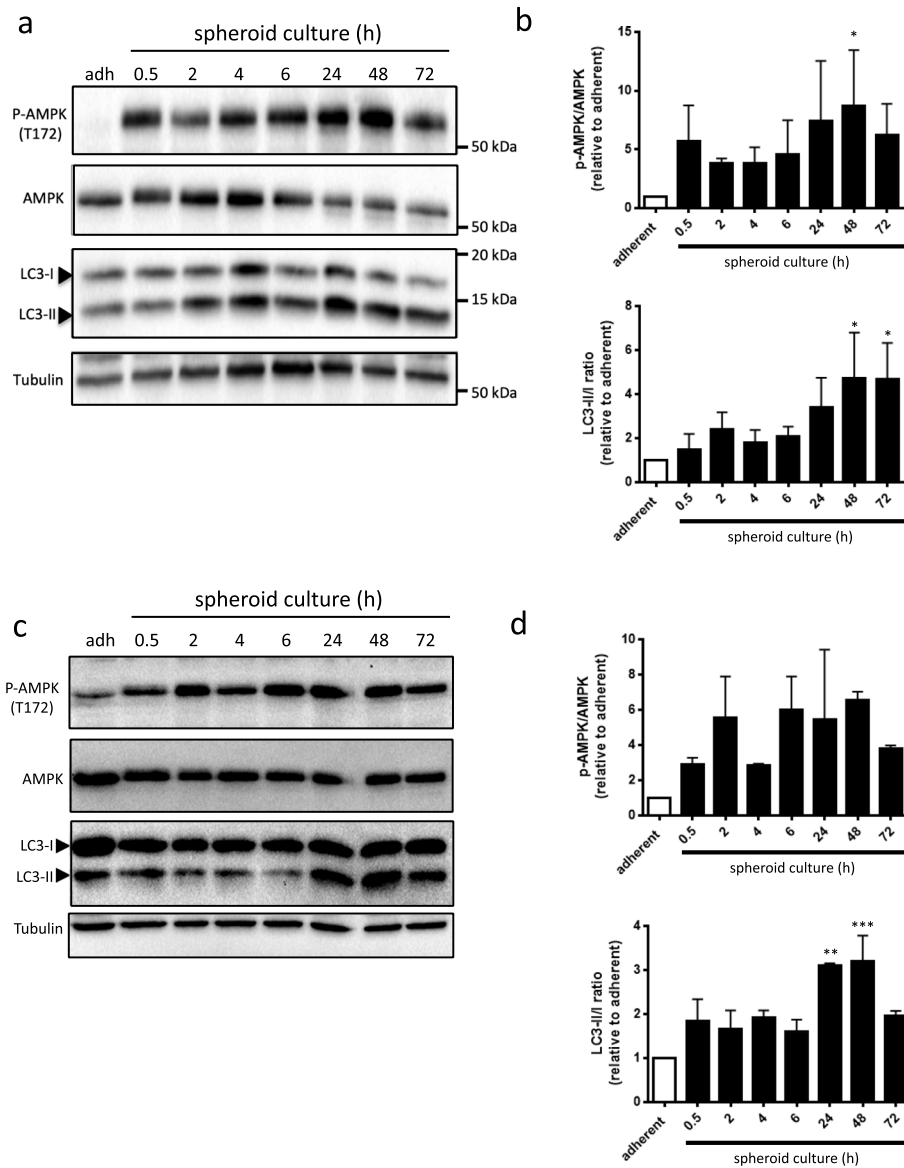 a
spheroid culture (h)
adh 0.5 2 4 6 24 48 72
P-AMPK
(T172)
50 kDa
AMPK
50 kDa
20 kDa
LC3-I
15 kDa
LC3-II
Tubulin
50 kDa
b
p-AMPK/AMPK
(relative to adherent)
15
10
5
0
*
adherent 0.5 2 4 6 24 48 72
spheroid culture (h)
LC3-II/I ratio
(relative to adherent)
8
6
4
2
0
* *
adherent 0.5 2 4 6 24 48 72
spheroid culture (h)
c
spheroid culture (h)
adh 0.5 2 4 6 24 48 72
P-AMPK
(T172)
AMPK
LC3-I
LC3-II
Tubulin
d
p-AMPK/AMPK
(relative to adherent)
10
8
6
4
2
0
adherent 0.5 2 4 6 24 48 72
spheroid culture (h)
LC3-II/I ratio
(relative to adherent)
4
3
2
1
0
** ***
adherent 0.5 2 4 6 24 48 72
spheroid culture (h)